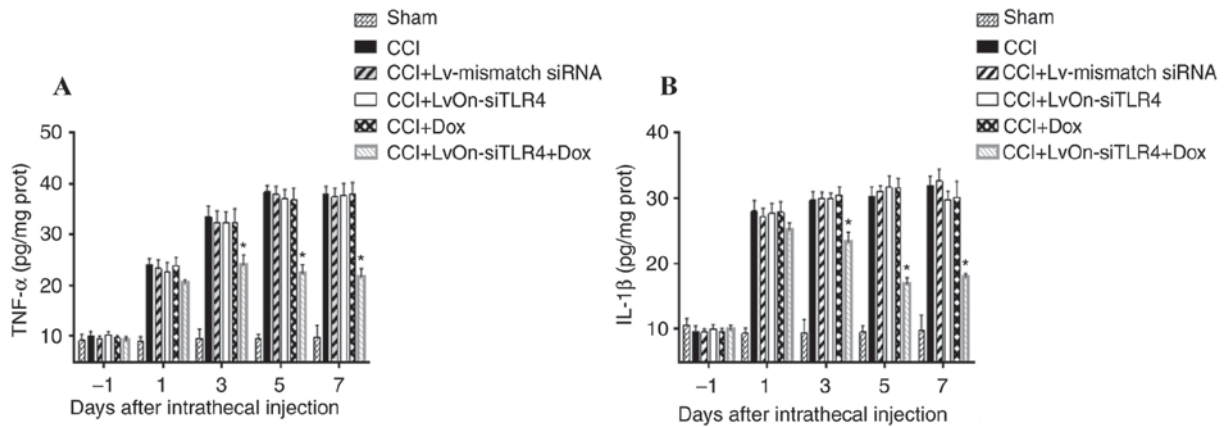 A
Sham
CCI
CCI+Lv-mismatch siRNA
CCI+LvOn-siTLR4
CCI+Dox
CCI+LvOn-siTLR4+Dox
TNF-α (pg/mg prot)
50
40
30
20
10
* * *
−1 1 3 5 7
Days after intrathecal injection
B
Sham
CCI
CCI+Lv-mismatch siRNA
CCI+LvOn-siTLR4
CCI+Dox
CCI+LvOn-siTLR4+Dox
IL-1β (pg/mg prot)
40
30
20
10
* * *
−1 1 3 5 7
Days after intrathecal injection